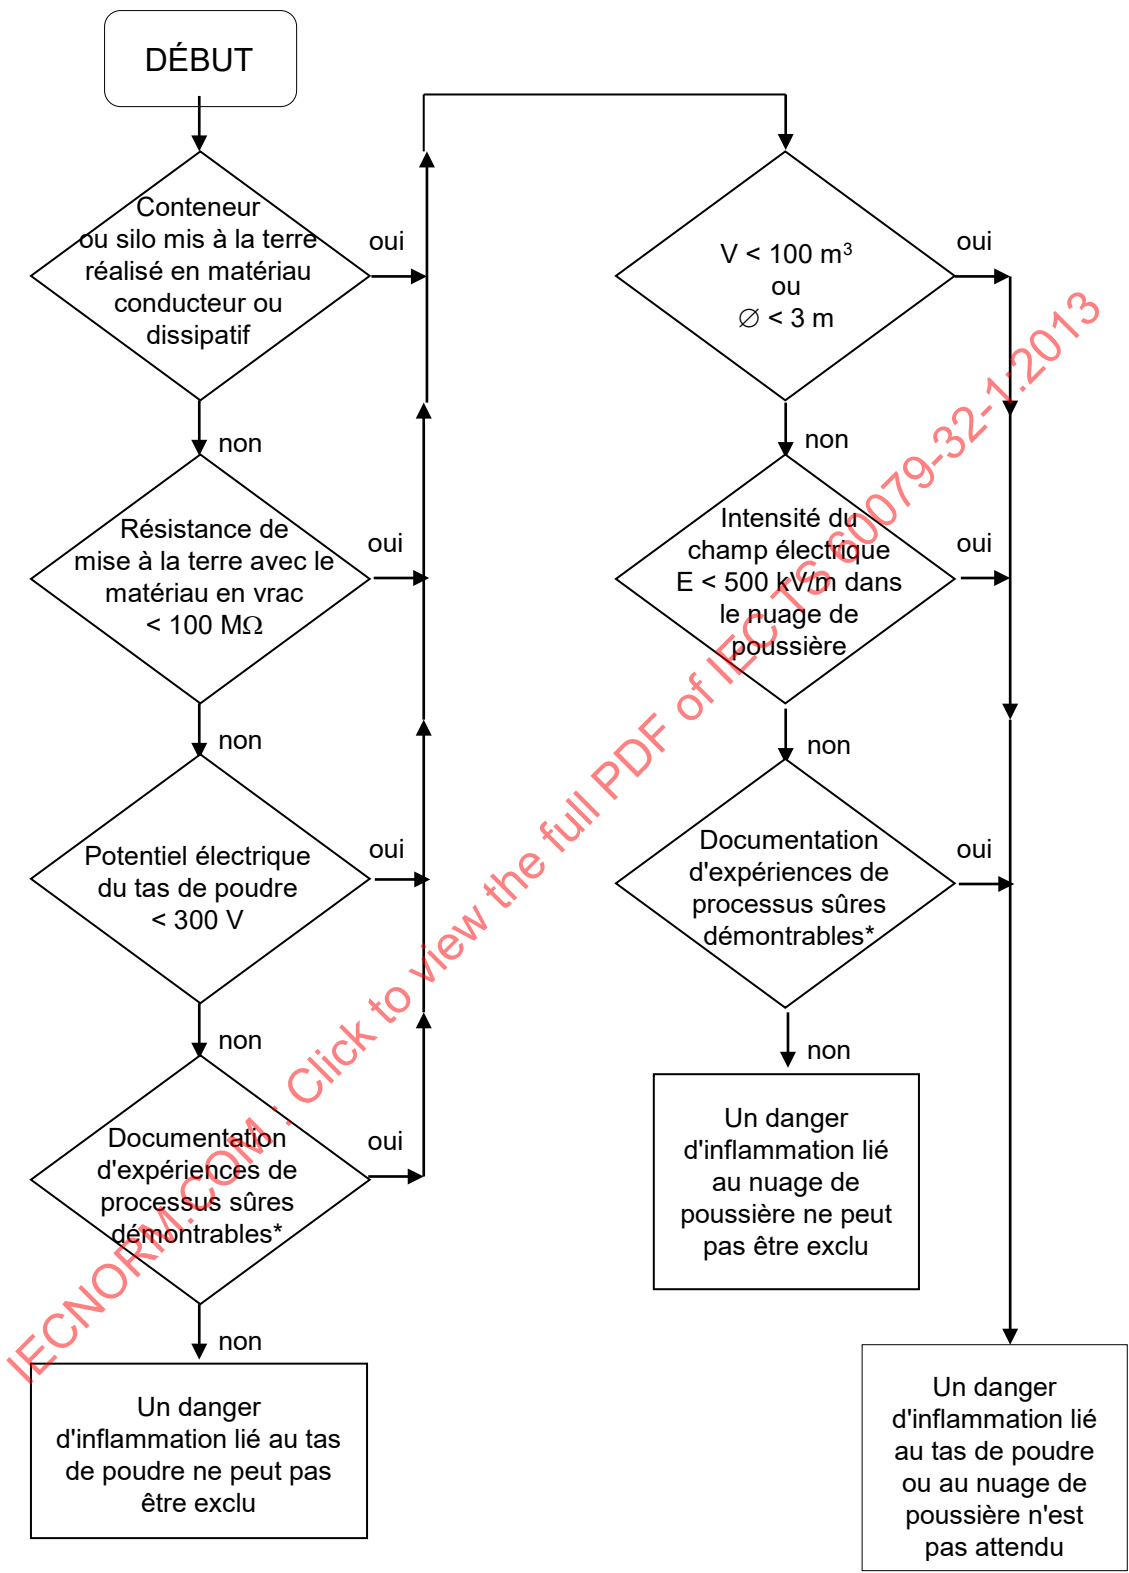 DÉBUT
Conteneur
ou silo mis à la terre
réalisé en matériau
conducteur ou
dissipatif
oui
non
Résistance de
mise à la terre avec le
matériau en vrac
< 100 MΩ
oui
non
Potentiel électrique
du tas de poudre
< 300 V
oui
non
Documentation
d'expériences de
processus sûres
démontrables*
oui
non
Un danger
d'inflammation lié au tas
de poudre ne peut pas
être exclu
V < 100 m³
ou
∅ < 3 m
oui
non
Intensité du
champ électrique
E < 500 kV/m dans
le nuage de
poussière
oui
non
Documentation
d'expériences de
processus sûres
démontrables*
oui
non
Un danger
d'inflammation lié
au nuage de
poussière ne peut
pas être exclu
Un danger
d'inflammation lié
au tas de poudre
ou au nuage de
poussière n'est
pas attendu
IECNORM.COM : Click to view the full PDF of IEC TS 60079-32-1:2013